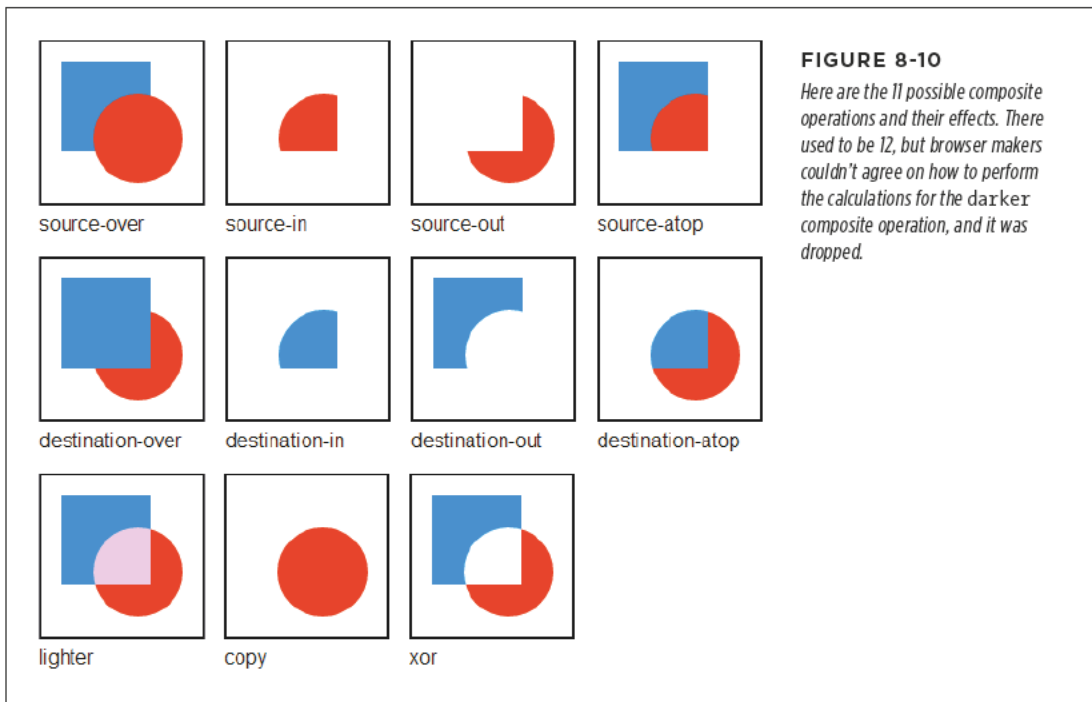 FIGURE 8-10
Here are the 11 possible composite
operations and their effects. There
used to be 12, but browser makers
couldn't agree on how to perform
the calculations for the darker
composite operation, and it was
dropped.
source-over
source-in
source-out
source-atop
destination-over
destination-in
destination-out
destination-atop
lighter
copy
xor